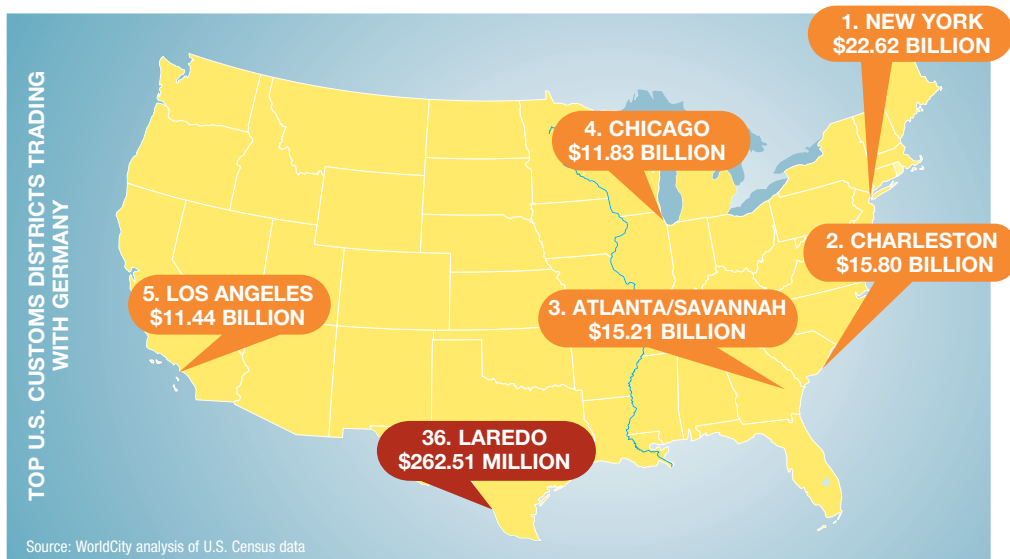 TOP U.S. CUSTOMS DISTRICTS TRADING
WITH GERMANY
1. NEW YORK
$22.62 BILLION
4. CHICAGO
$11.83 BILLION
2. CHARLESTON
$15.80 BILLION
5. LOS ANGELES
$11.44 BILLION
3. ATLANTA/SAVANNAH
$15.21 BILLION
36. LAREDO
$262.51 MILLION
Source: WorldCity analysis of U.S. Census data